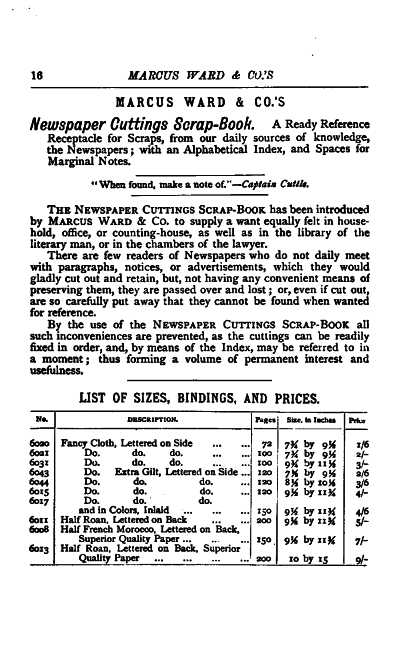 16 MARCUS WARD & CO.'S
MARCUS WARD & CO.'S
Newspaper Cuttings Scrap-Book. A Ready Reference
Receptacle for Scraps, from our daily sources of knowledge,
the Newspapers; with an Alphabetical Index, and Spaces for
Marginal Notes.
"When found, make a note of."—Captain Cuttle.
THE NEWSPAPER CUTTINGS SCRAP-BOOK has been introduced
by MARCUS WARD & CO. to supply a want equally felt in house-
hold, office, or counting-house, as well as in the library of the
literary man, or in the chambers of the lawyer.
There are few readers of Newspapers who do not daily meet
with paragraphs, notices, or advertisements, which they would
gladly cut out and retain, but, not having any convenient means of
preserving them, they are passed over and lost; or, even if cut out,
are so carefully put away that they cannot be found when wanted
for reference.
By the use of the NEWSPAPER CUTTINGS SCRAP-BOOK all
such inconveniences are prevented, as the cuttings can be readily
fixed in order, and, by means of the Index, may be referred to in
a moment; thus forming a volume of permanent interest and
usefulness.
LIST OF SIZES, BINDINGS, AND PRICES.
No. DESCRIPTION. Pages Size, in Inches Price
6020 Fancy Cloth, Lettered on Side ... ... 72 7¾ by 9¾ 1/6
6021 Do. do. do. ... ... 100 7¾ by 9¾ 2/-
6031 Do. do. do. ... ... 100 9¾ by 11¾ 3/-
6043 Do. Extra Gilt, Lettered on Side ... 120 7¾ by 9¾ 2/6
6044 Do. do. do. ... 120 8¾ by 10¾ 3/6
6015 Do. do. do. ... 120 9¾ by 11¾ 4/-
6017 Do. do. do.
and in Colors, Inlaid ... ... ... 150 9¾ by 11¾ 4/6
6011 Half Roan, Lettered on Back ... ... 200 9¾ by 11¾ 5/-
6008 Half French Morocco, Lettered on Back,
Superior Quality Paper ... ... ... 150 9¾ by 11¾ 7/-
6013 Half Roan, Lettered on Back, Superior
Quality Paper ... ... ... ... 200 10 by 15 9/-